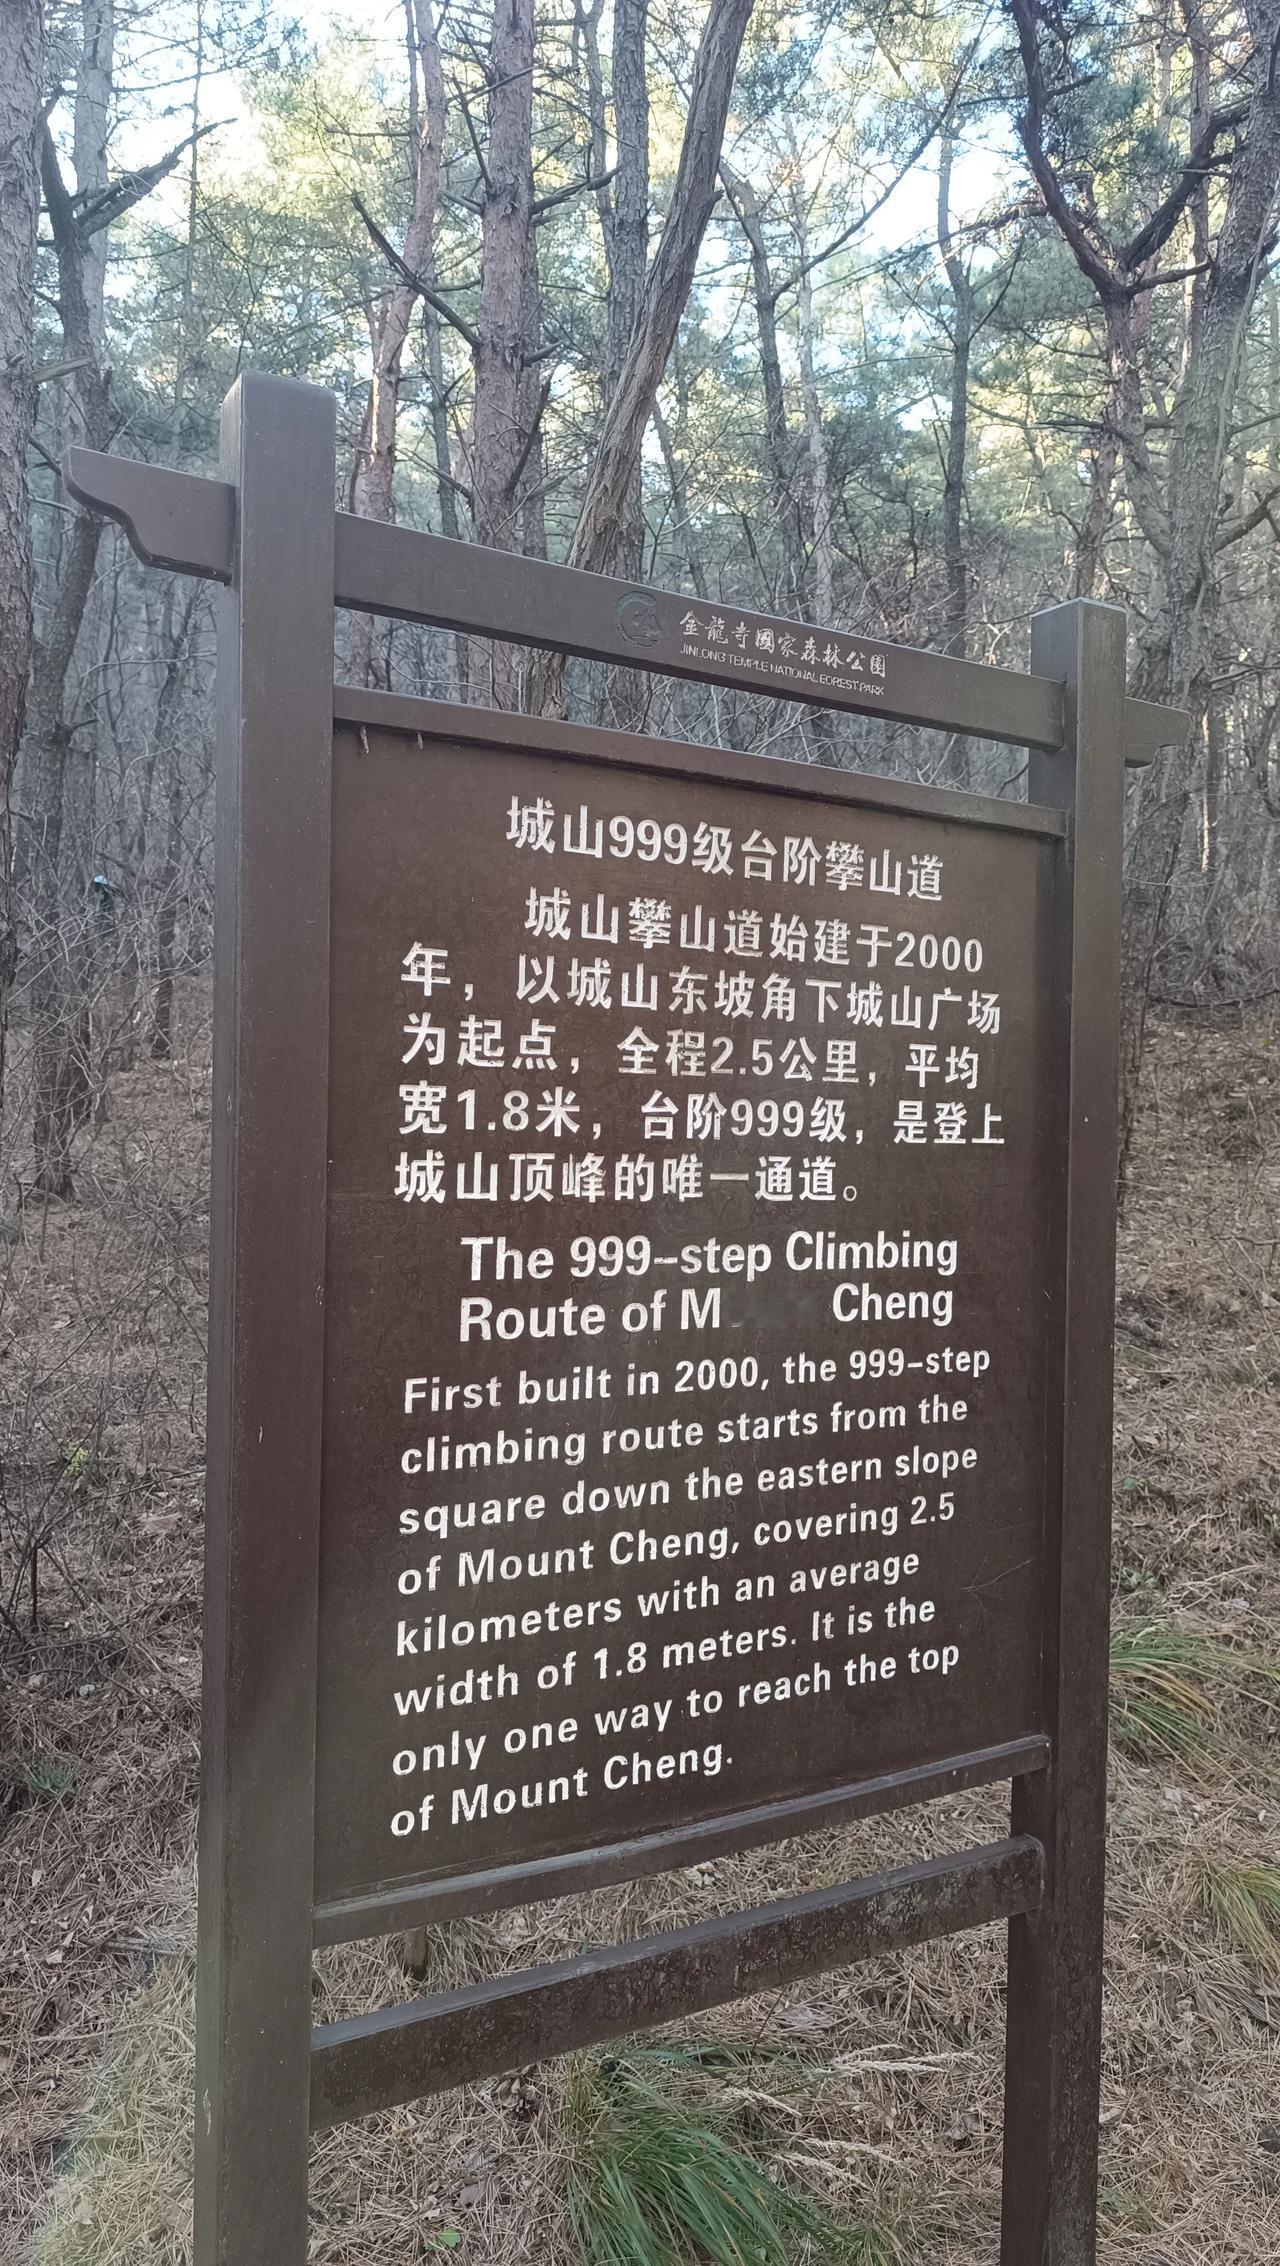 金龍寺國家森林公園
JINLONG TEMPLE NATIONAL FOREST PARK
城山999级台阶攀山道
城山攀山道始建于2000
年，以城山东坡角下城山广场
为起点，全程2.5公里，平均
宽1.8米，台阶999级，是登上
城山顶峰的唯一通道。
The 999-step Climbing
Route of M Cheng
First built in 2000, the 999-step
climbing route starts from the
square down the eastern slope
of Mount Cheng, covering 2.5
kilometers with an average
width of 1.8 meters. It is the
only one way to reach the top
of Mount Cheng.